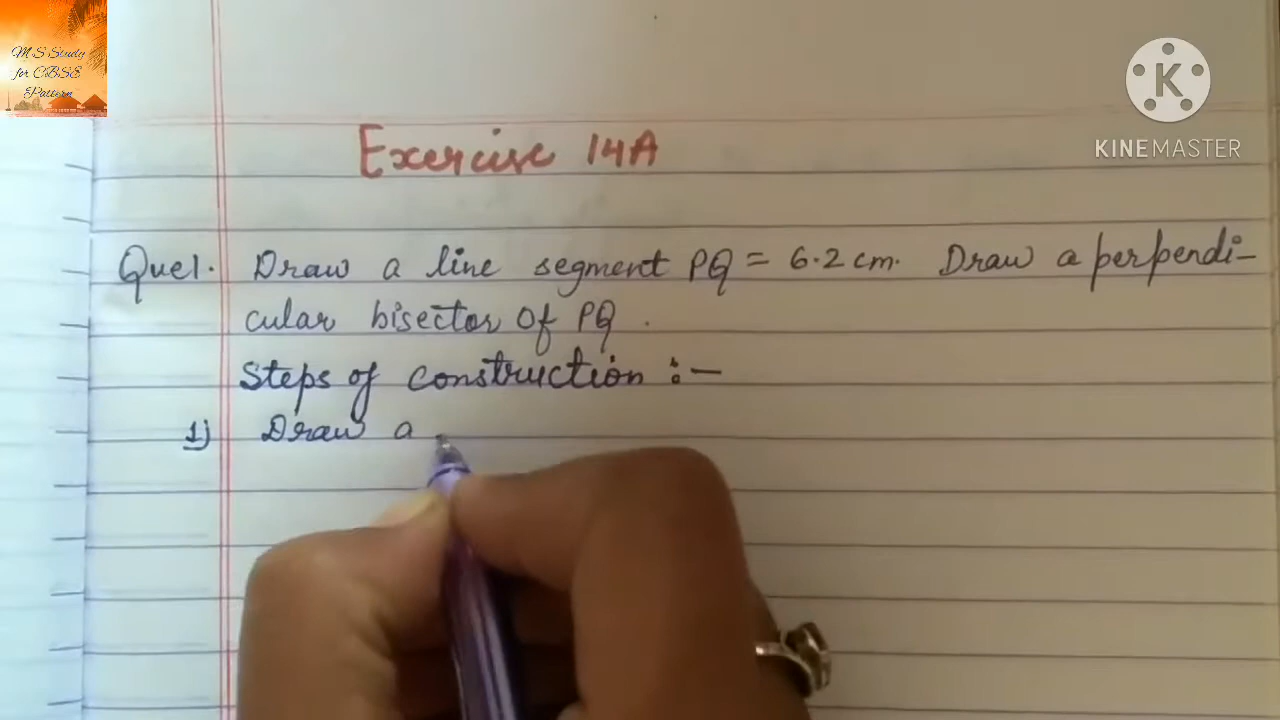 M S Study
for CBSE
Pattern
K
KINEMASTER
Exercise 14A
Que1. Draw a line segment PQ = 6.2 cm. Draw a perpendi-
cular bisector of PQ.
Steps of construction :-
1) Draw a